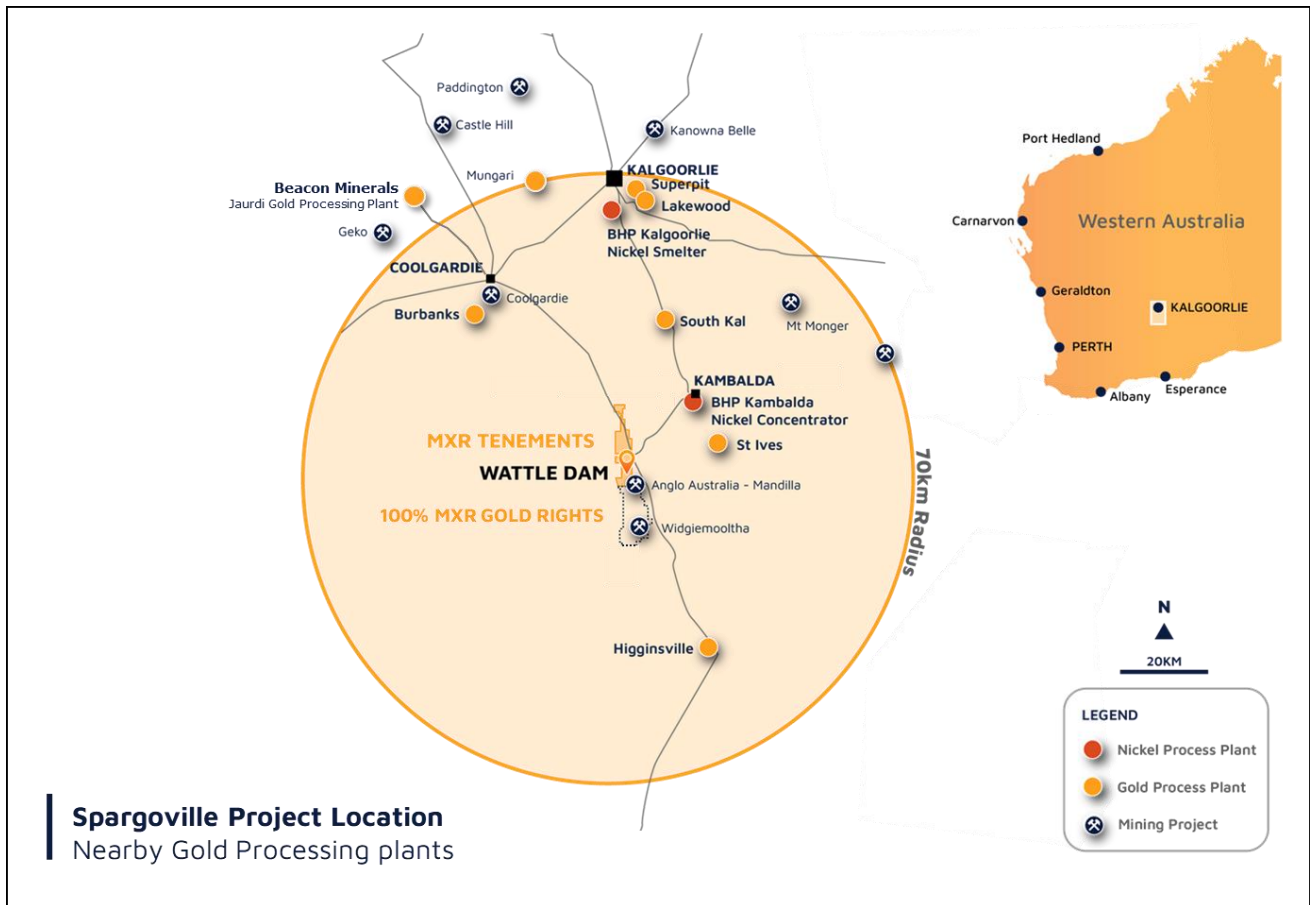 Paddington
Castle Hill
Kanowna Belle
Mungari
KALGOORLIE
Superpit
Lakewood
Beacon Minerals
Jaurdi Gold Processing Plant
Geko
BHP Kalgoorlie
Nickel Smelter
COOLGARDIE
Coolgardie
Burbanks
South Kal
Mt Monger
KAMBALDA
BHP Kambalda
Nickel Concentrator
MXR TENEMENTS
St Ives
WATTLE DAM
Anglo Australia - Mandilla
100% MXR GOLD RIGHTS
Widgiemooltha
70km Radius
Higginsville
Port Hedland
Western Australia
Carnarvon
Geraldton
KALGOORLIE
PERTH
Albany
Esperance
N
20KM
LEGEND
Nickel Process Plant
Gold Process Plant
Mining Project
Spargoville Project Location
Nearby Gold Processing plants